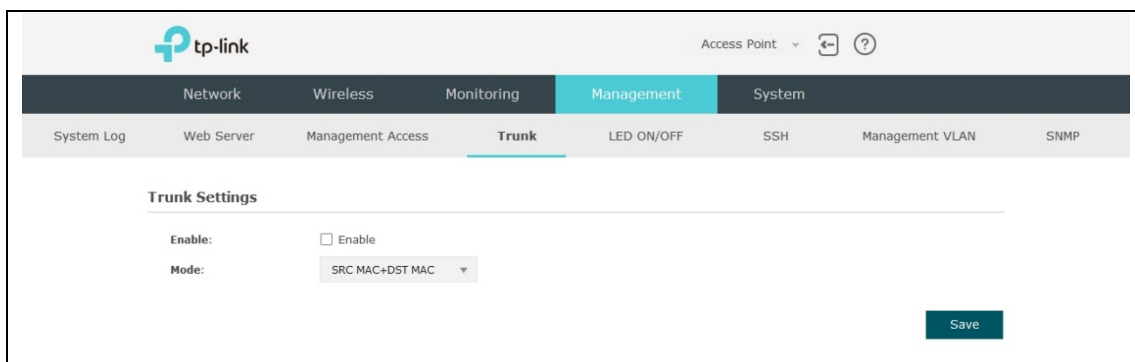 tp-link
Access Point
Network Wireless Monitoring Management System
System Log Web Server Management Access Trunk LED ON/OFF SSH Management VLAN SNMP
Trunk Settings
Enable: Enable
Mode: SRC MAC+DST MAC
Save